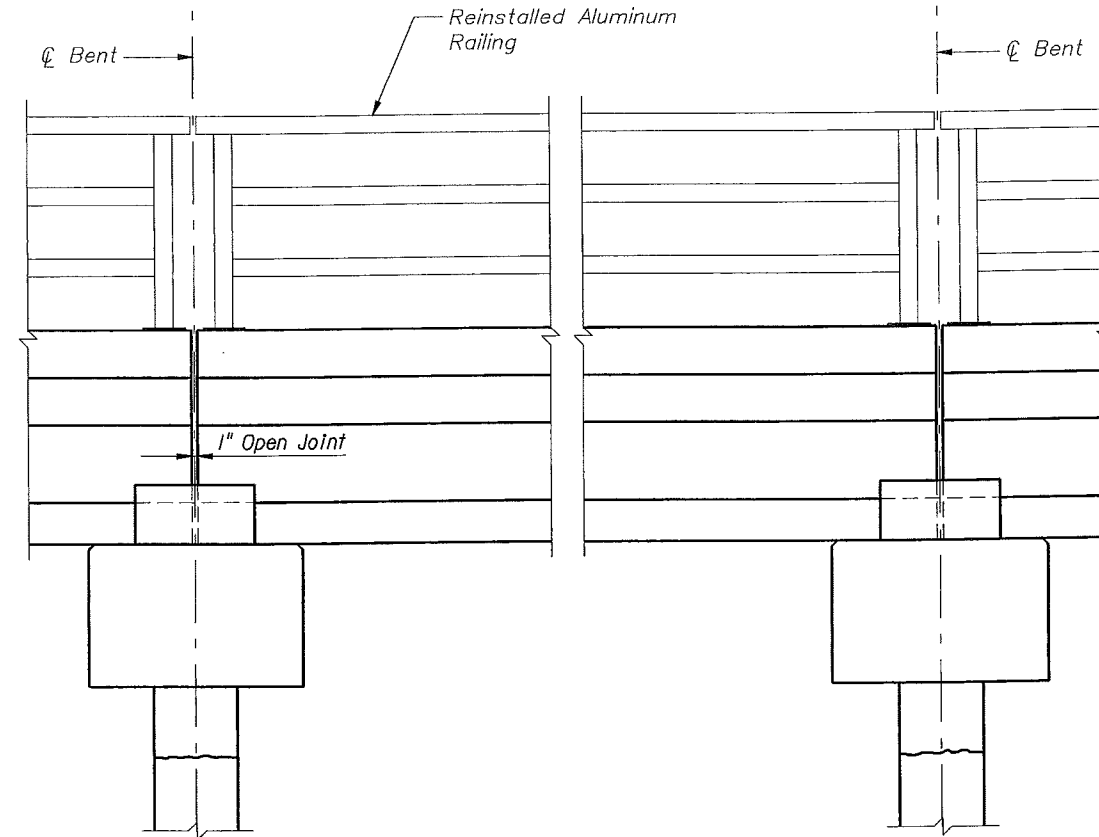 Reinstalled Aluminum
Railing
℄ Bent
℄ Bent
1" Open Joint